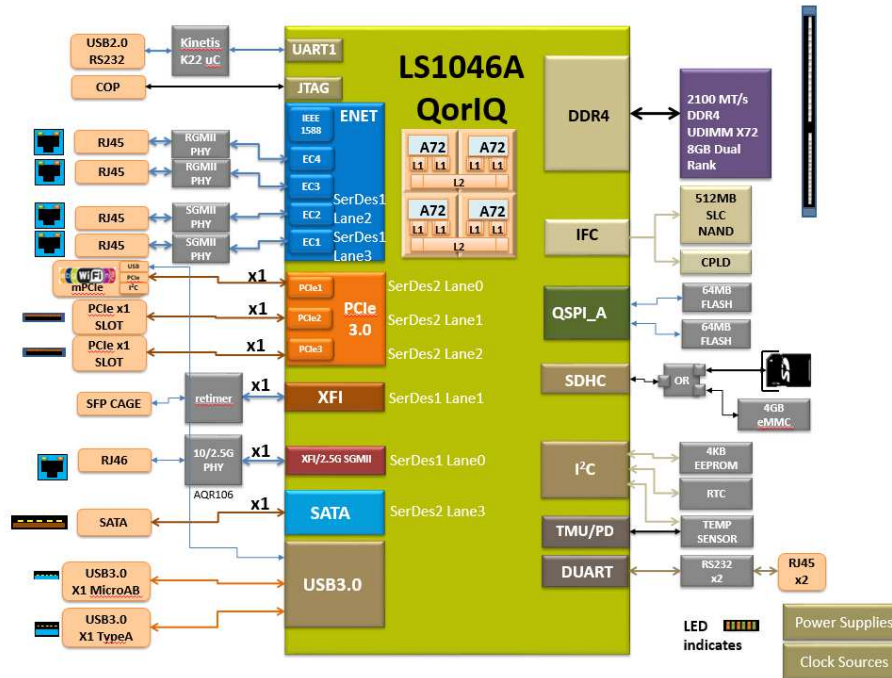 USB2.0
RS232
Kinetis
K22 uC
UART1
COP
JTAG
LS1046A
QorIQ
IEEE
1588
ENET
RJ45
RGMII
PHY
EC4
RJ45
RGMII
PHY
EC3
RJ45
SGMII
PHY
EC2
SerDes1
Lane2
RJ45
SGMII
PHY
EC1
SerDes1
Lane3
A72
L1
L1
A72
L1
L1
L2
A72
L1
L1
A72
L1
L1
L2
WiFi
mPCIe
USB
PCIe
I²C
x1
PCIe1
PCIe x1
SLOT
x1
PCIe2
PCIe x1
SLOT
x1
PCIe3
PCIe
3.0
SerDes2 Lane0
SerDes2 Lane1
SerDes2 Lane2
SFP CAGE
retimer
x1
XFI
SerDes1 Lane1
RJ46
10/2.5G
PHY
AQR106
x1
XFI/2.5G SGMII
SerDes1 Lane0
SATA
x1
SATA
SerDes2 Lane3
USB3.0
X1 MicroAB
USB3.0
X1 TypeA
USB3.0
DDR4
2100 MT/s
DDR4
UDIMM X72
8GB Dual
Rank
IFC
512MB
SLC
NAND
CPLD
QSPI_A
64MB
FLASH
64MB
FLASH
SDHC
OR
SD
4GB
eMMC
I²C
4KB
EEPROM
RTC
TMU/PD
TEMP
SENSOR
DUART
RS232
x2
RJ45
x2
LED
indicates
Power Supplies
Clock Sources